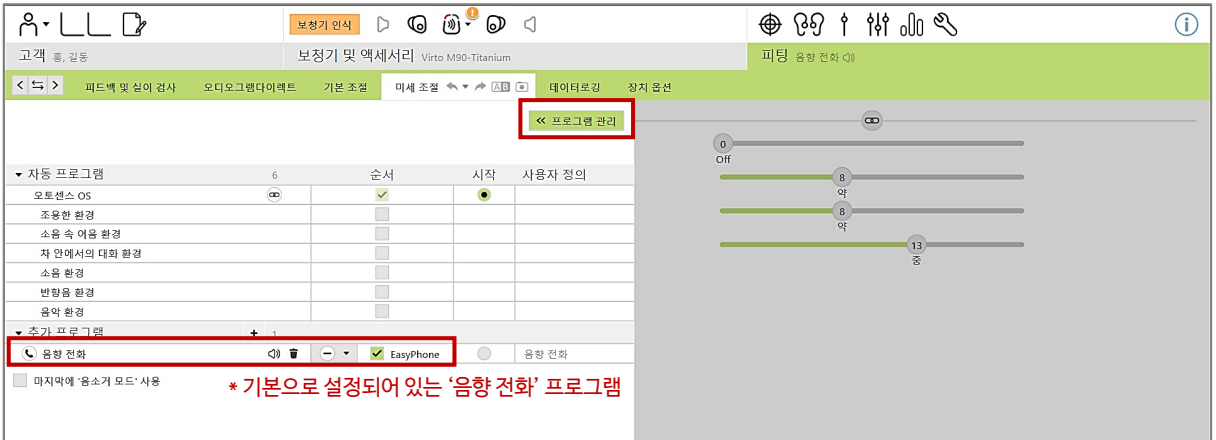 보청기 인식
고객 홍, 길동
보청기 및 액세서리 Virto M90-Titanium
피팅 음향 전화
피드백 및 실이 검사 오디오그램다이렉트 기본 조절 미세 조절 AB 데이터로깅 장치 옵션
프로그램 관리
0
Off
자동 프로그램 6 순서 시작 사용자 정의
8
약
오토센스 OS
조용한 환경
8
약
소음 속 어음 환경
차 안에서의 대화 환경
13
중
소음 환경
반향음 환경
음악 환경
추가 프로그램 + 1
음향 전화 EasyPhone 음향 전화
마지막에 '음소거 모드' 사용
* 기본으로 설정되어 있는 ‘음향 전화’ 프로그램